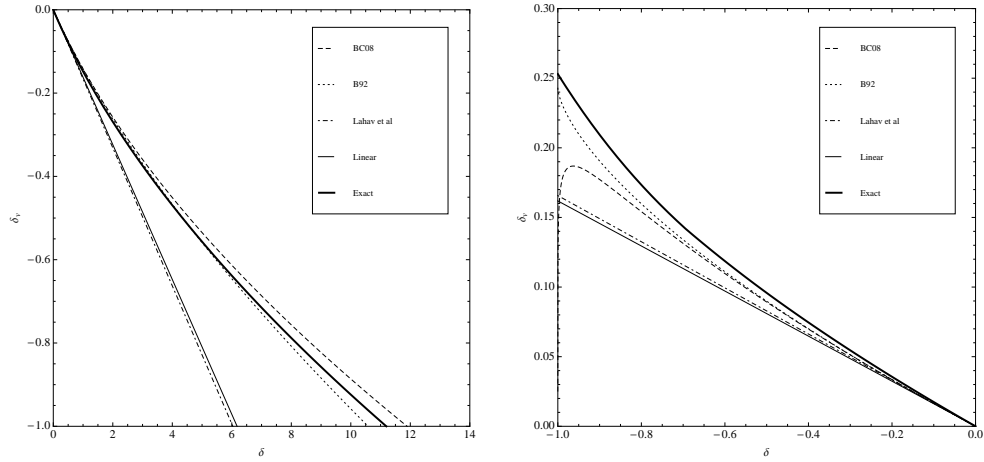 0.0
−0.2
−0.4
−0.6
−0.8
−1.0
δv
0 2 4 6 8 10 12 14
δ
BC08
B92
Lahav et al
Linear
Exact
0.30
0.25
0.20
0.15
0.10
0.05
0.00
δv
−1.0 −0.8 −0.6 −0.4 −0.2 0.0
δ
BC08
B92
Lahav et al
Linear
Exact